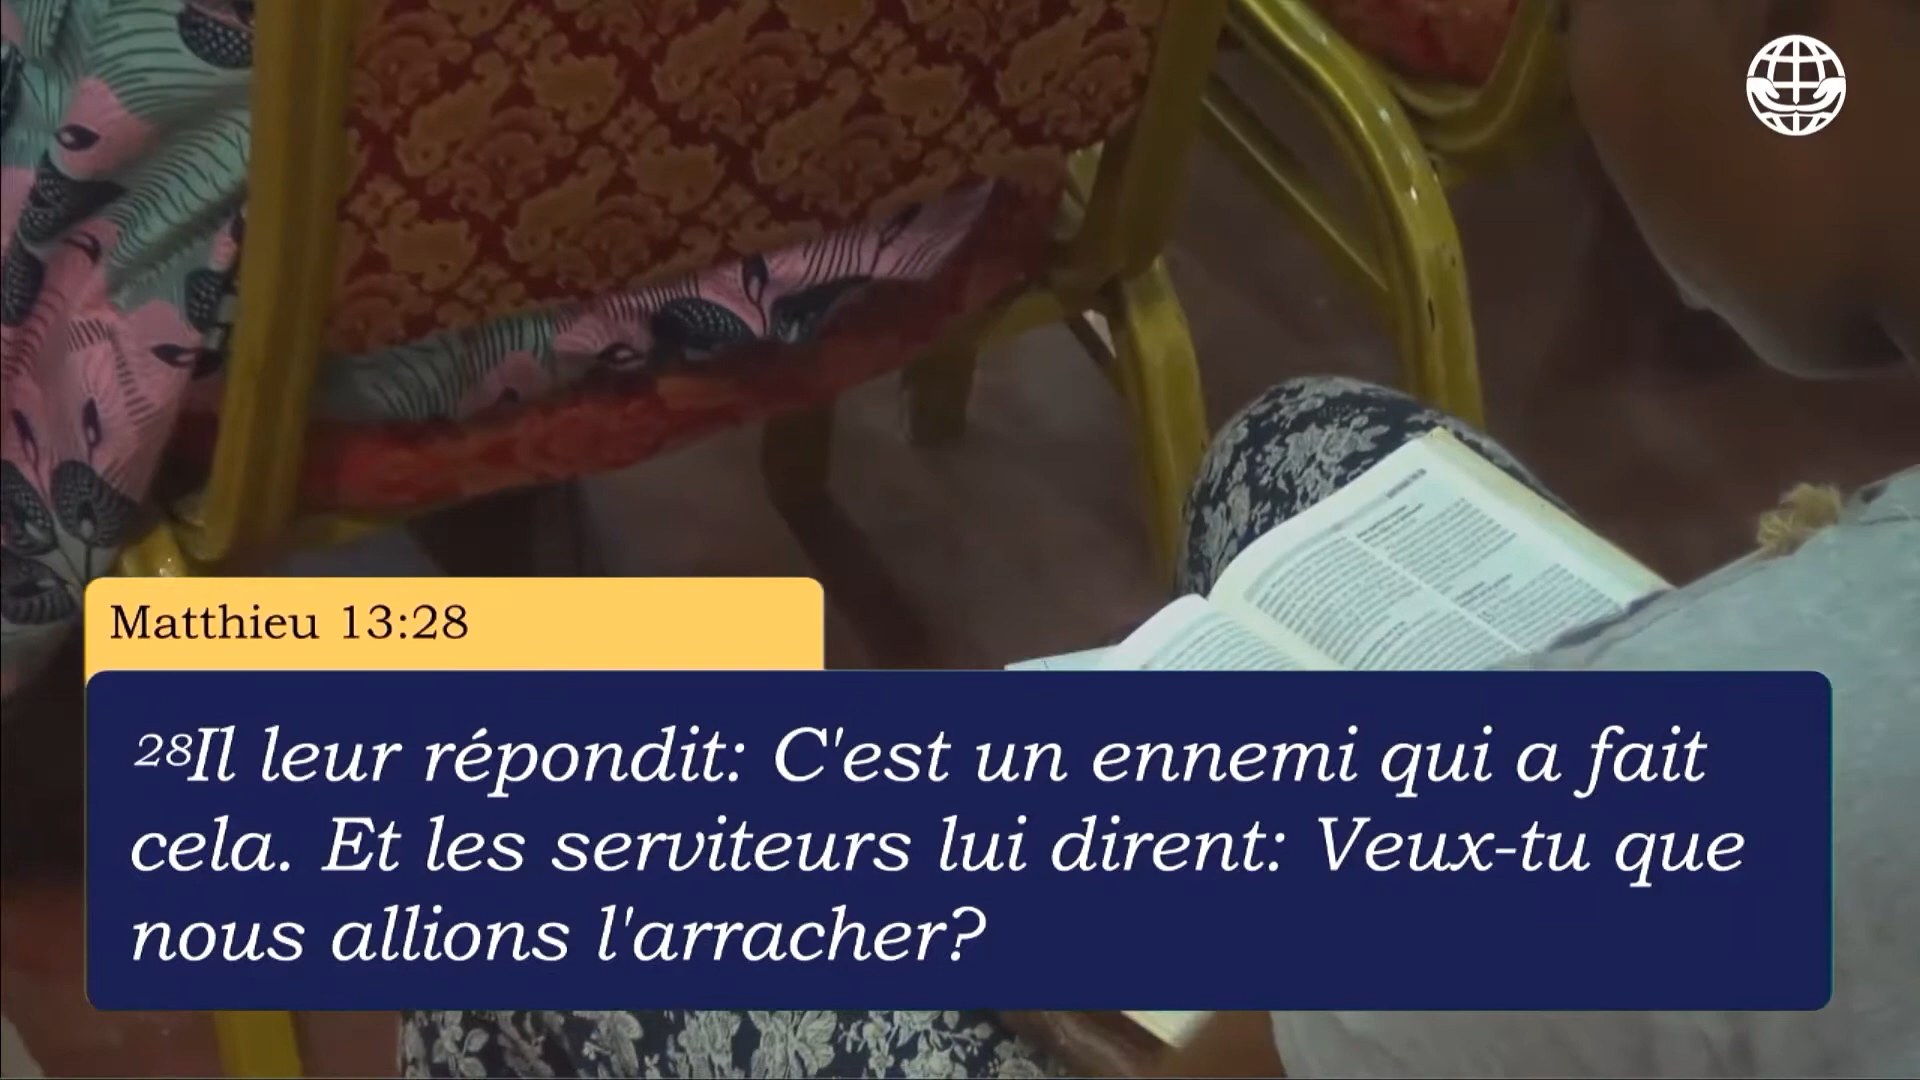 Matthieu 13:28
²⁸Il leur répondit: C'est un ennemi qui a fait
cela. Et les serviteurs lui dirent: Veux-tu que
nous allions l'arracher?